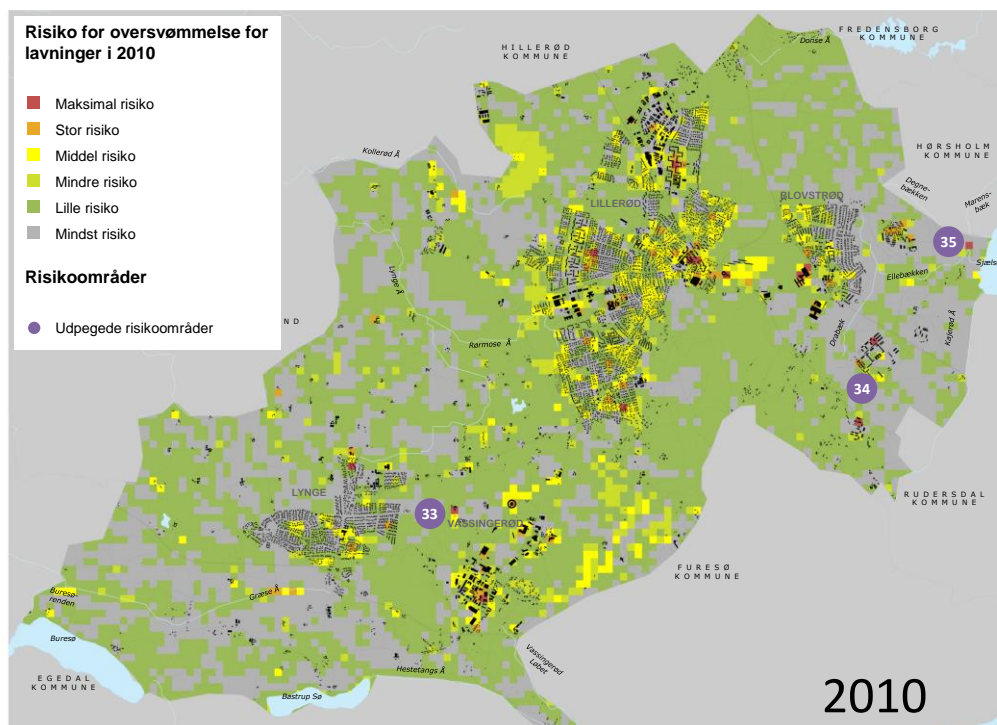 Risiko for oversvømmelse for
lavninger i 2010
Maksimal risiko
Stor risiko
Middel risiko
Mindre risiko
Lille risiko
Mindst risiko
Risikoområder
Udpegede risikoområder
HILLERØD
KOMMUNE
FREDENSBORG
KOMMUNE
Donse Å
Kollerød Å
HØRSHOLM
KOMMUNE
Degne-
bækken
Marens-
bæk
LILLERØD
BLOVSTRØD
35
Sjæls
Ellebækken
Lynge Å
ND
Rørmose Å
Drabæk
Kajerød Å
34
LYNGE
33
VASSINGERØD
RUDERSDAL
KOMMUNE
FURESØ
KOMMUNE
Buresø-
renden
Græse Å
Buresø
Vassingerød
Løbet
Hestetangs Å
EGEDAL
KOMMUNE
Bastrup Sø
2010